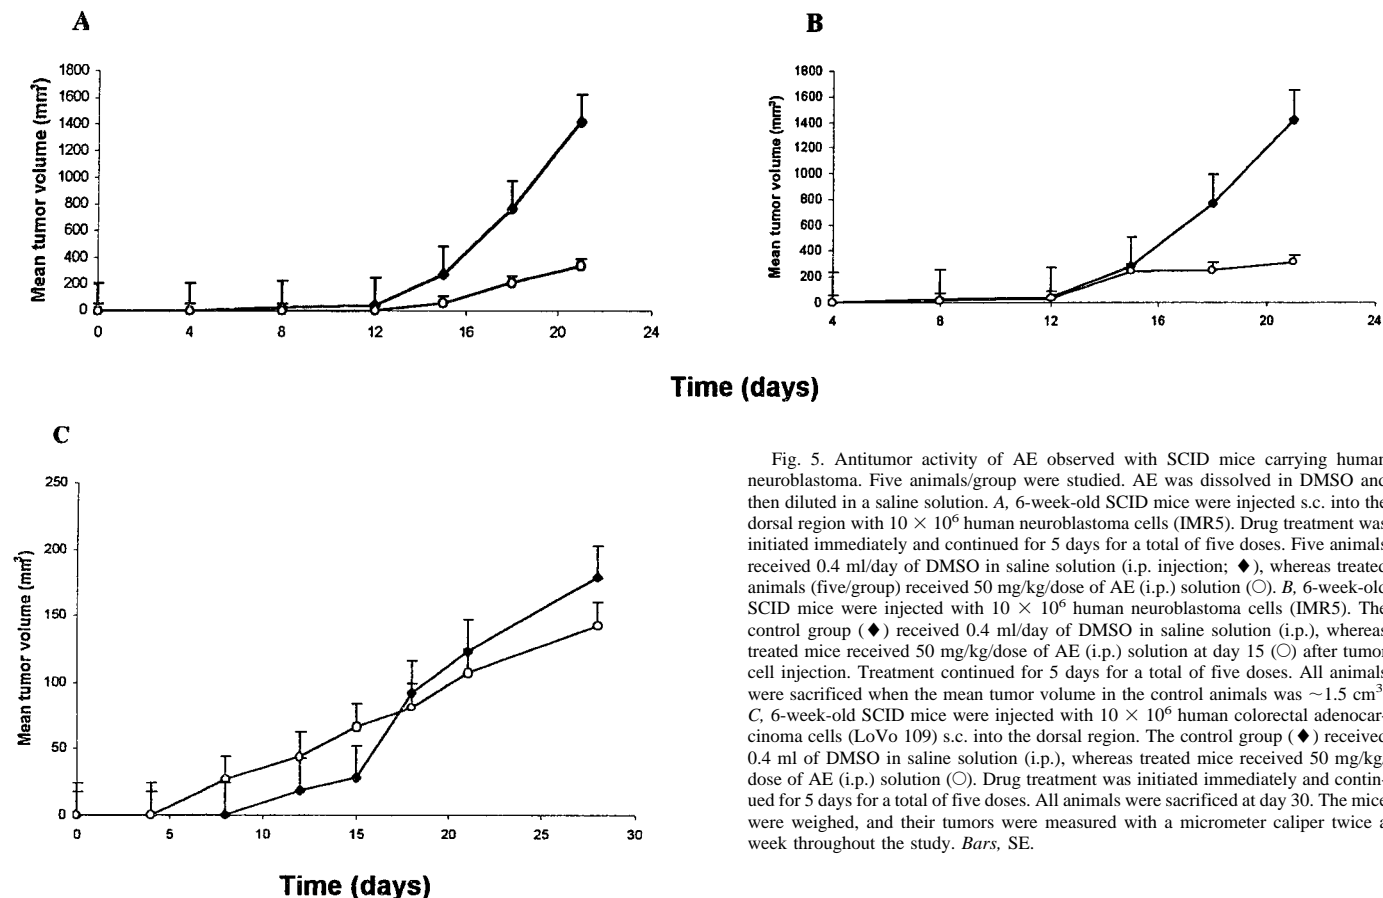 A
Mean tumor volume (mm³)
1800
1600
1400
1200
1000
800
600
400
200
0
0 4 8 12 16 20 24
B
Mean tumor volume (mm³)
1800
1600
1400
1200
1000
800
600
400
200
0
4 8 12 16 20 24
Time (days)
C
Mean tumor volume (mm³)
250
200
150
100
50
0
0 5 10 15 20 25 30
Time (days)
Fig. 5. Antitumor activity of AE observed with SCID mice carrying human
neuroblastoma. Five animals/group were studied. AE was dissolved in DMSO and
then diluted in a saline solution. A, 6-week-old SCID mice were injected s.c. into the
dorsal region with 10 × 10⁶ human neuroblastoma cells (IMR5). Drug treatment was
initiated immediately and continued for 5 days for a total of five doses. Five animals
received 0.4 ml/day of DMSO in saline solution (i.p. injection; ♦), whereas treated
animals (five/group) received 50 mg/kg/dose of AE (i.p.) solution (○). B, 6-week-old
SCID mice were injected with 10 × 10⁶ human neuroblastoma cells (IMR5). The
control group (♦) received 0.4 ml/day of DMSO in saline solution (i.p.), whereas
treated mice received 50 mg/kg/dose of AE (i.p.) solution at day 15 (○) after tumor
cell injection. Treatment continued for 5 days for a total of five doses. All animals
were sacrificed when the mean tumor volume in the control animals was ~1.5 cm³
C, 6-week-old SCID mice were injected with 10 × 10⁶ human colorectal adenocar-
cinoma cells (LoVo 109) s.c. into the dorsal region. The control group (♦) received
0.4 ml of DMSO in saline solution (i.p.), whereas treated mice received 50 mg/kg
dose of AE (i.p.) solution (○). Drug treatment was initiated immediately and contin-
ued for 5 days for a total of five doses. All animals were sacrificed at day 30. The mice
were weighed, and their tumors were measured with a micrometer caliper twice a
week throughout the study. Bars, SE.